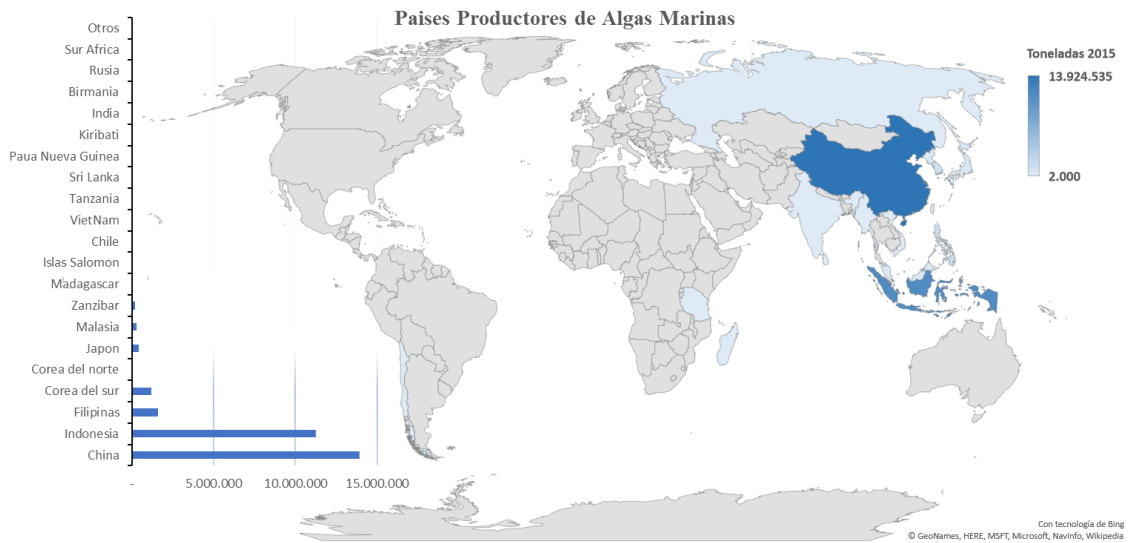 Paises Productores de Algas Marinas
Otros
Sur Africa
Rusia
Birmania
India
Kiribati
Paua Nueva Guinea
Sri Lanka
Tanzania
VietNam
Chile
Islas Salomon
Madagascar
Zanzibar
Malasia
Japon
Corea del norte
Corea del sur
Filipinas
Indonesia
China
- 5.000.000 10.000.000 15.000.000
Toneladas 2015
13.924.535
2.000
Con tecnología de Bing
© GeoNames, HERE, MSFT, Microsoft, NavInfo, Wikipedia